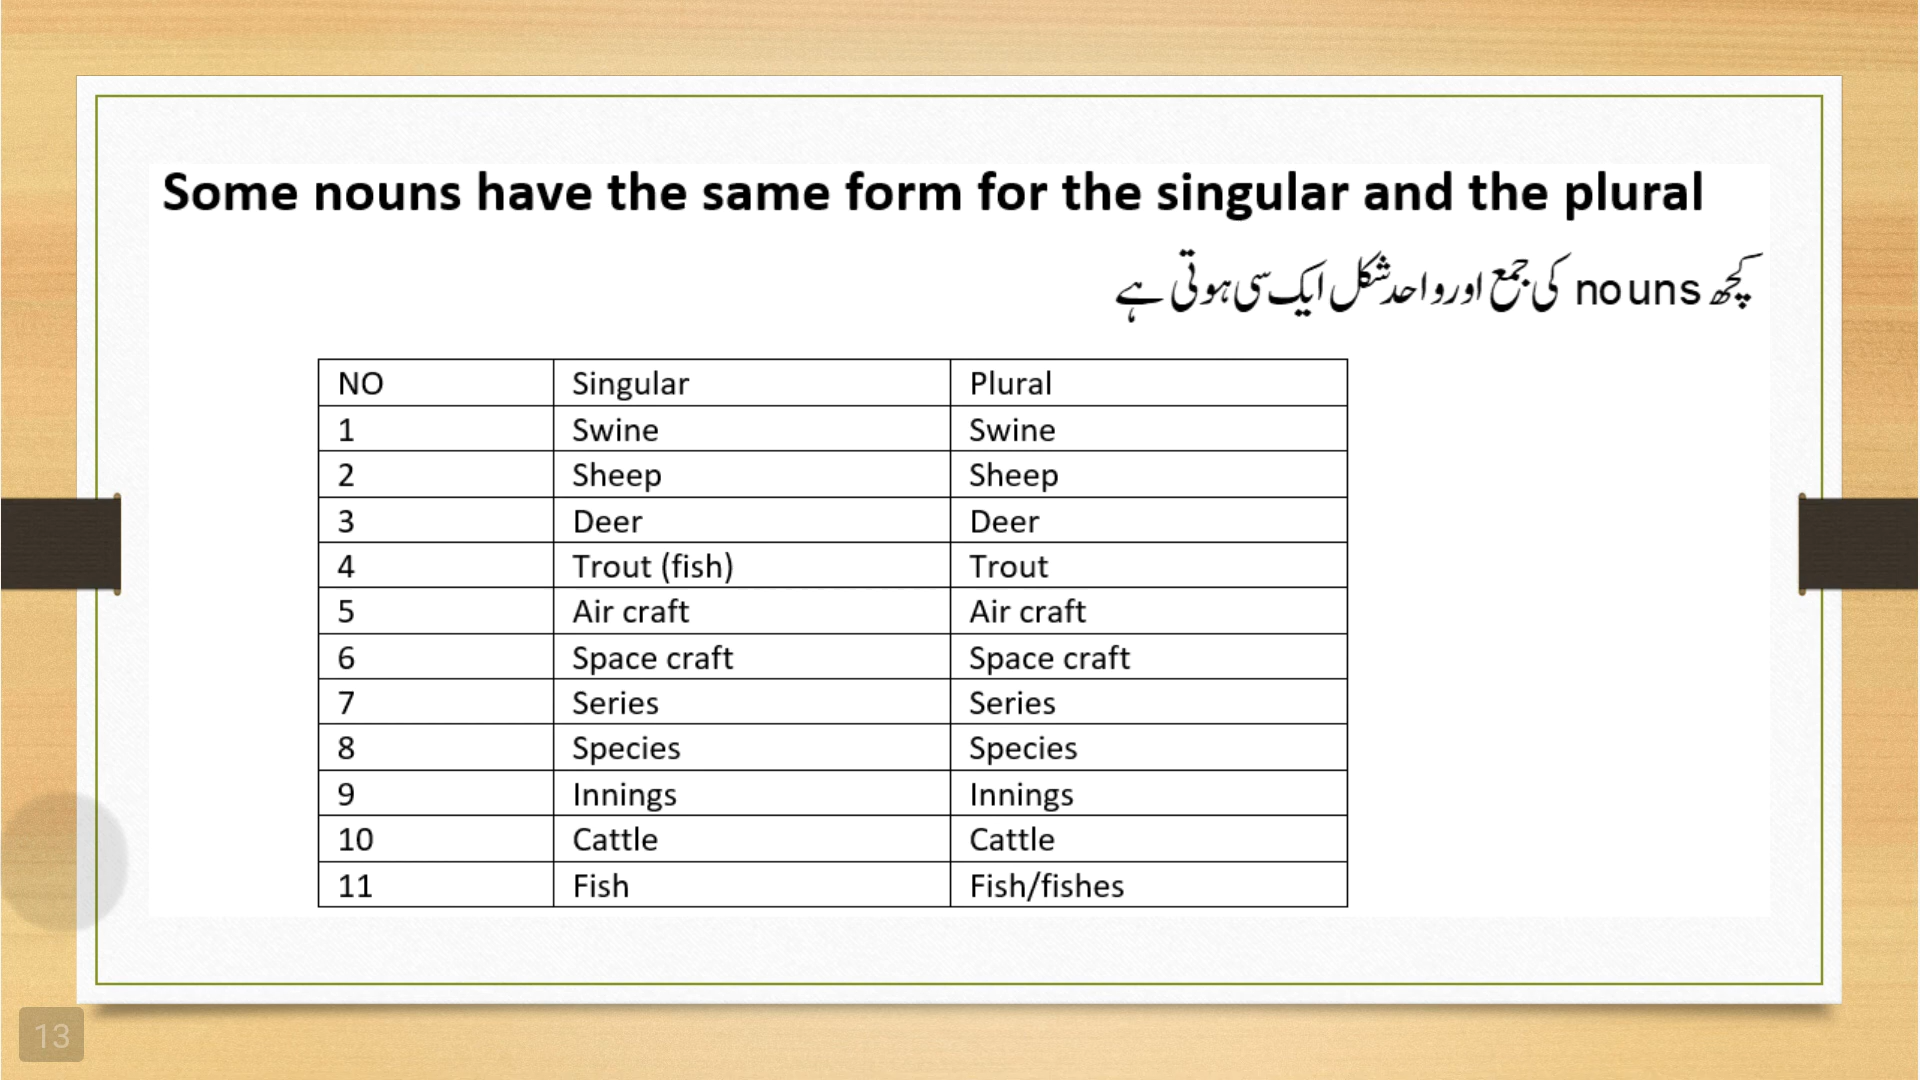 Some nouns have the same form for the singular and the plural
کچھ nouns کی جمع اور واحد شکل ایک سی ہوتی ہے
NO Singular Plural
1 Swine Swine
2 Sheep Sheep
3 Deer Deer
4 Trout (fish) Trout
5 Air craft Air craft
6 Space craft Space craft
7 Series Series
8 Species Species
9 Innings Innings
10 Cattle Cattle
11 Fish Fish/fishes
13